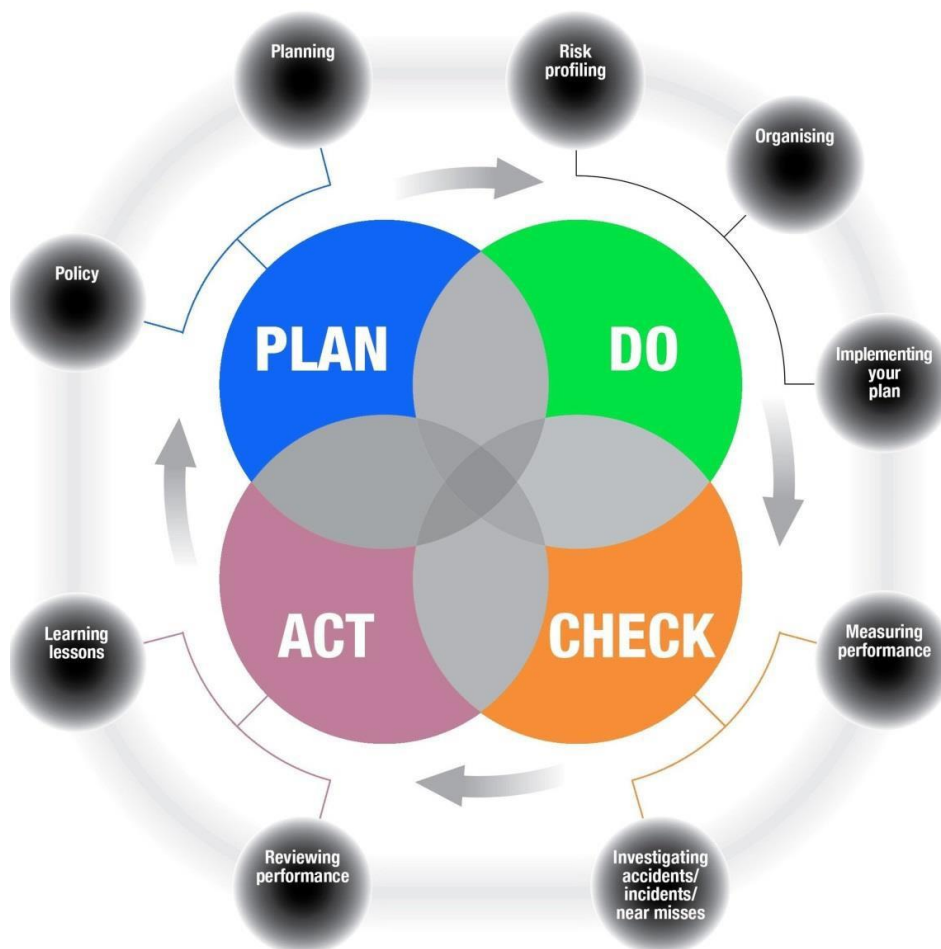 Planning
Risk
profiling
Organising
Policy
PLAN
DO
Implementing
your
plan
ACT
CHECK
Learning
lessons
Measuring
performance
Reviewing
performance
Investigating
accidents/
incidents/
near misses